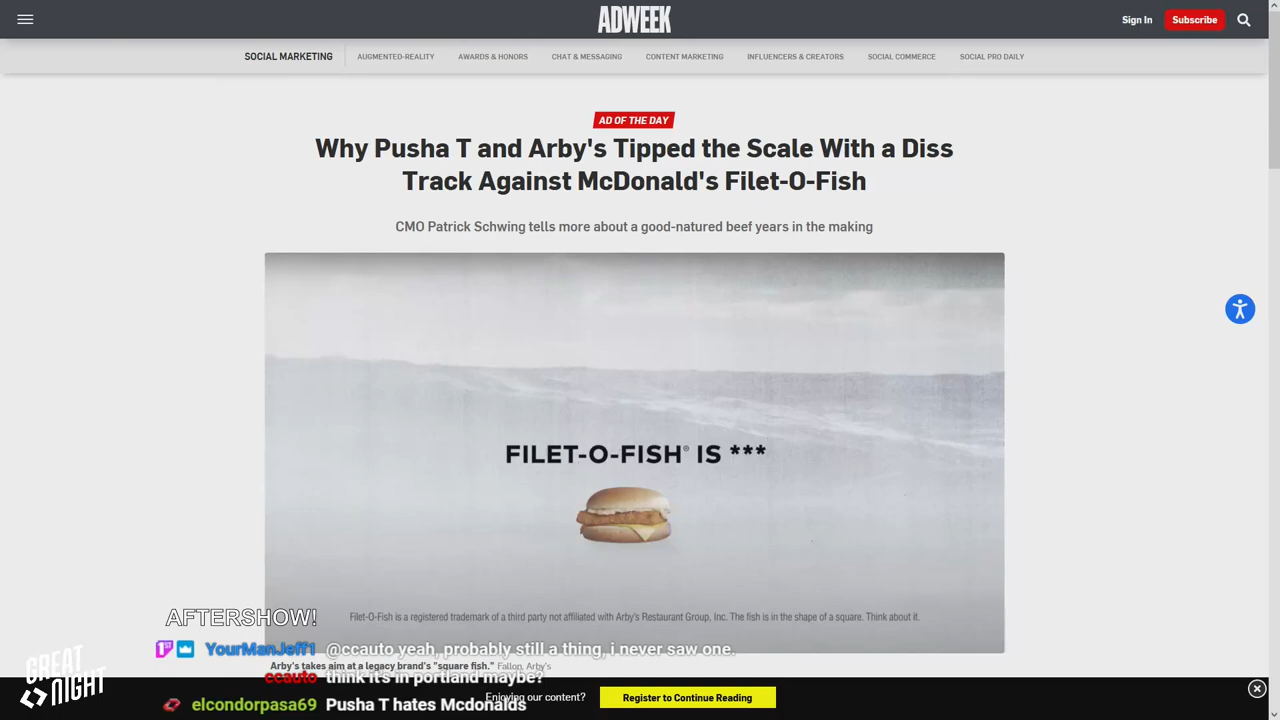 ADWEEK
Sign In
Subscribe
SOCIAL MARKETING
AUGMENTED-REALITY
AWARDS & HONORS
CHAT & MESSAGING
CONTENT MARKETING
INFLUENCERS & CREATORS
SOCIAL COMMERCE
SOCIAL PRO DAILY
AD OF THE DAY
Why Pusha T and Arby's Tipped the Scale With a Diss
Track Against McDonald's Filet-O-Fish
CMO Patrick Schwing tells more about a good-natured beef years in the making
FILET-O-FISH® IS ***
Filet-O-Fish is a registered trademark of a third party not affiliated with Arby's Restaurant Group, Inc. The fish is in the shape of a square. Think about it.
AFTERSHOW!
YourManJeff1 @ccauto yeah, probably still a thing, i never saw one.
Arby's takes aim at a legacy brand's "square fish." Fallon, Arby's
ccauto think it's in portland maybe?
Enjoying our content?
Register to Continue Reading
elcondorpasa69 Pusha T hates Mcdonalds
GREAT
NIGHT